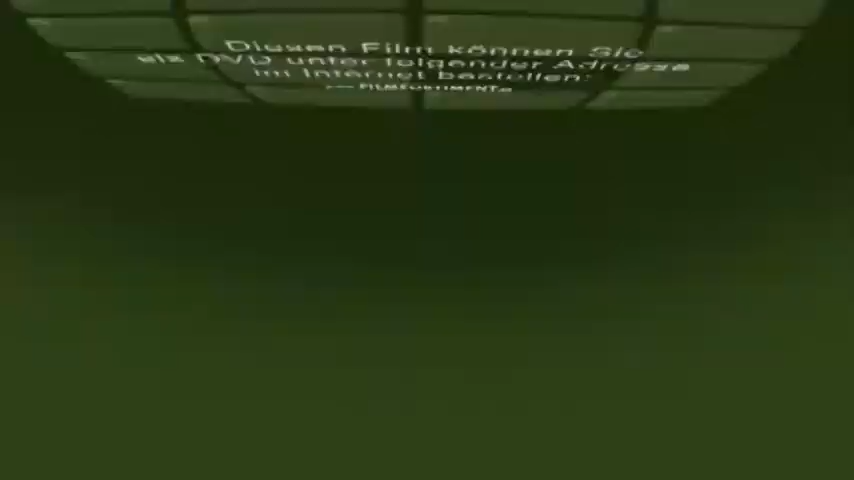 Diesen Film können Sie
als DVD unter folgender Adresse
im Internet bestellen: